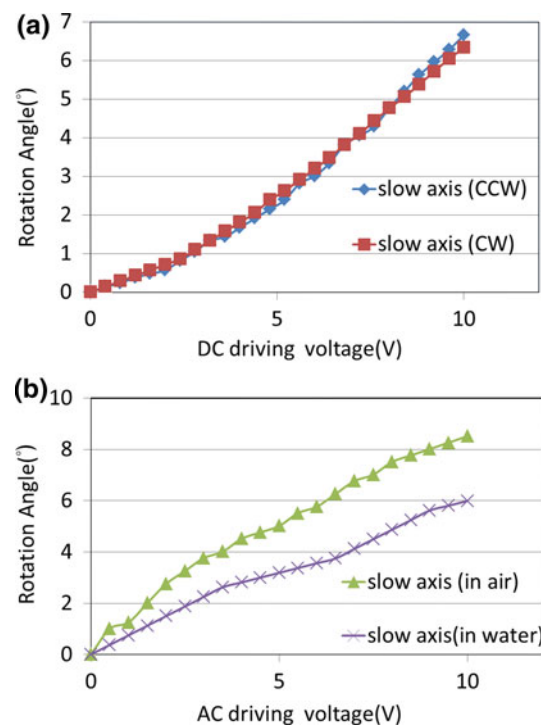 (a)
Rotation Angle(°)
7
6
5
4
3
2
1
0
slow axis (CCW)
slow axis (CW)
0 5 10
DC driving voltage(V)
(b)
Rotation Angle(°)
10
8
6
4
2
0
slow axis (in air)
slow axis(in water)
0 5 10
AC driving voltage(V)